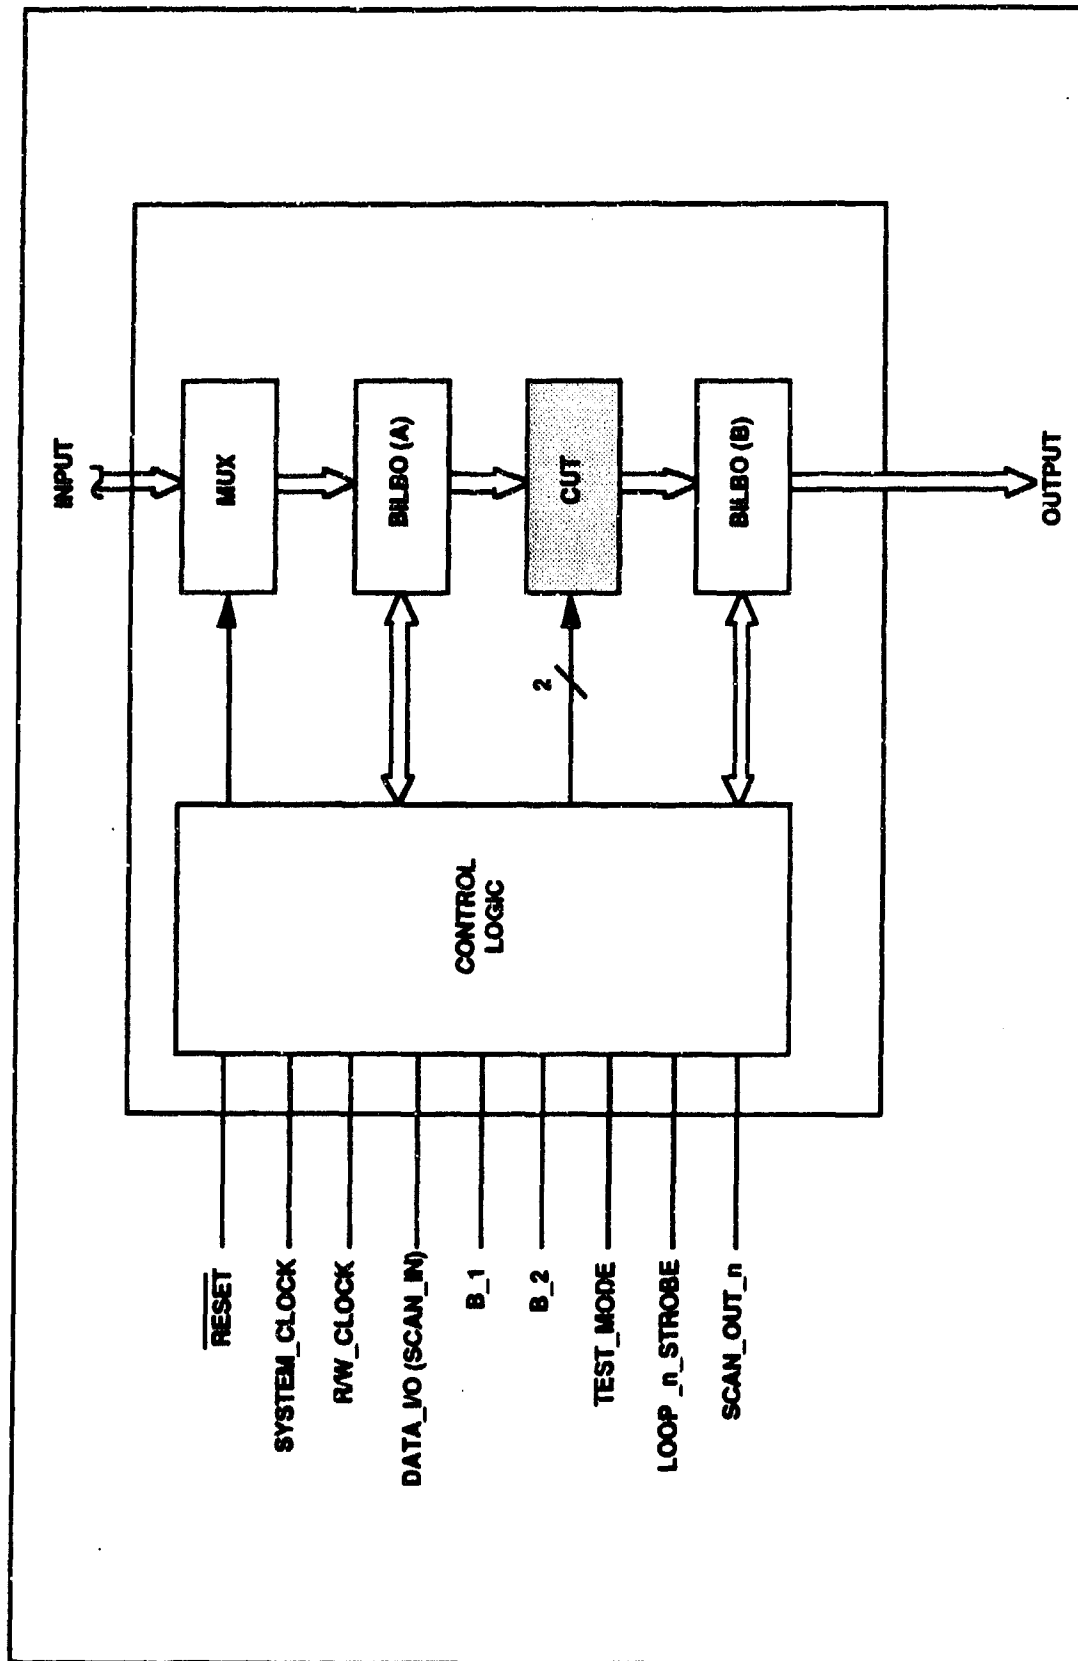 INPUT
MUX
BILBO (A)
CUT
BILBO (B)
OUTPUT
2
CONTROL
LOGIC
RESET
SYSTEM_CLOCK
R/W_CLOCK
DATA_I/O (SCAN_IN)
B_1
B_2
TEST_MODE
LOOP_n_STROBE
SCAN_OUT_n